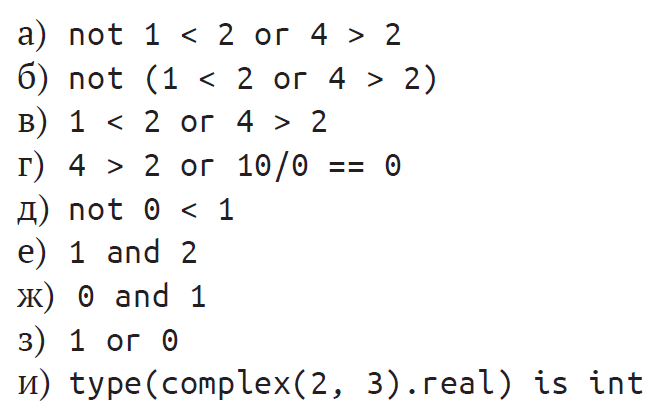 а) not 1 < 2 or 4 > 2
б) not (1 < 2 or 4 > 2)
в) 1 < 2 or 4 > 2
г) 4 > 2 or 10/0 == 0
д) not 0 < 1
е) 1 and 2
ж) 0 and 1
з) 1 or 0
и) type(complex(2, 3).real) is int